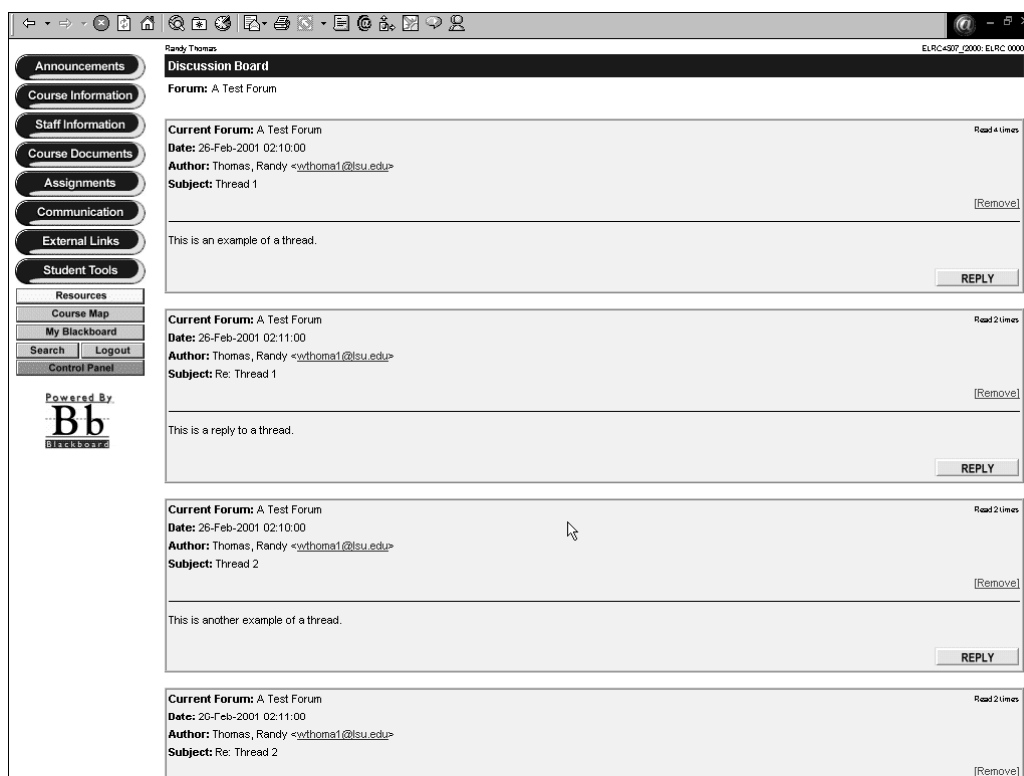 Randy Thomas
ELRC4507_f2000: ELRC 0000
Announcements
Course Information
Staff Information
Course Documents
Assignments
Communication
External Links
Student Tools
Resources
Course Map
My Blackboard
Search Logout
Control Panel
Powered By
Bb
Blackboard
Discussion Board
Forum: A Test Forum
Current Forum: A Test Forum
Read 4 times
Date: 26-Feb-2001 02:10:00
Author: Thomas, Randy <wthoma1@lsu.edu>
Subject: Thread 1
[Remove]
This is an example of a thread.
REPLY
Current Forum: A Test Forum
Read 2 times
Date: 26-Feb-2001 02:11:00
Author: Thomas, Randy <wthoma1@lsu.edu>
Subject: Re: Thread 1
[Remove]
This is a reply to a thread.
REPLY
Current Forum: A Test Forum
Read 2 times
Date: 26-Feb-2001 02:10:00
Author: Thomas, Randy <wthoma1@lsu.edu>
Subject: Thread 2
[Remove]
This is another example of a thread.
REPLY
Current Forum: A Test Forum
Read 2 times
Date: 26-Feb-2001 02:11:00
Author: Thomas, Randy <wthoma1@lsu.edu>
Subject: Re: Thread 2
[Remove]